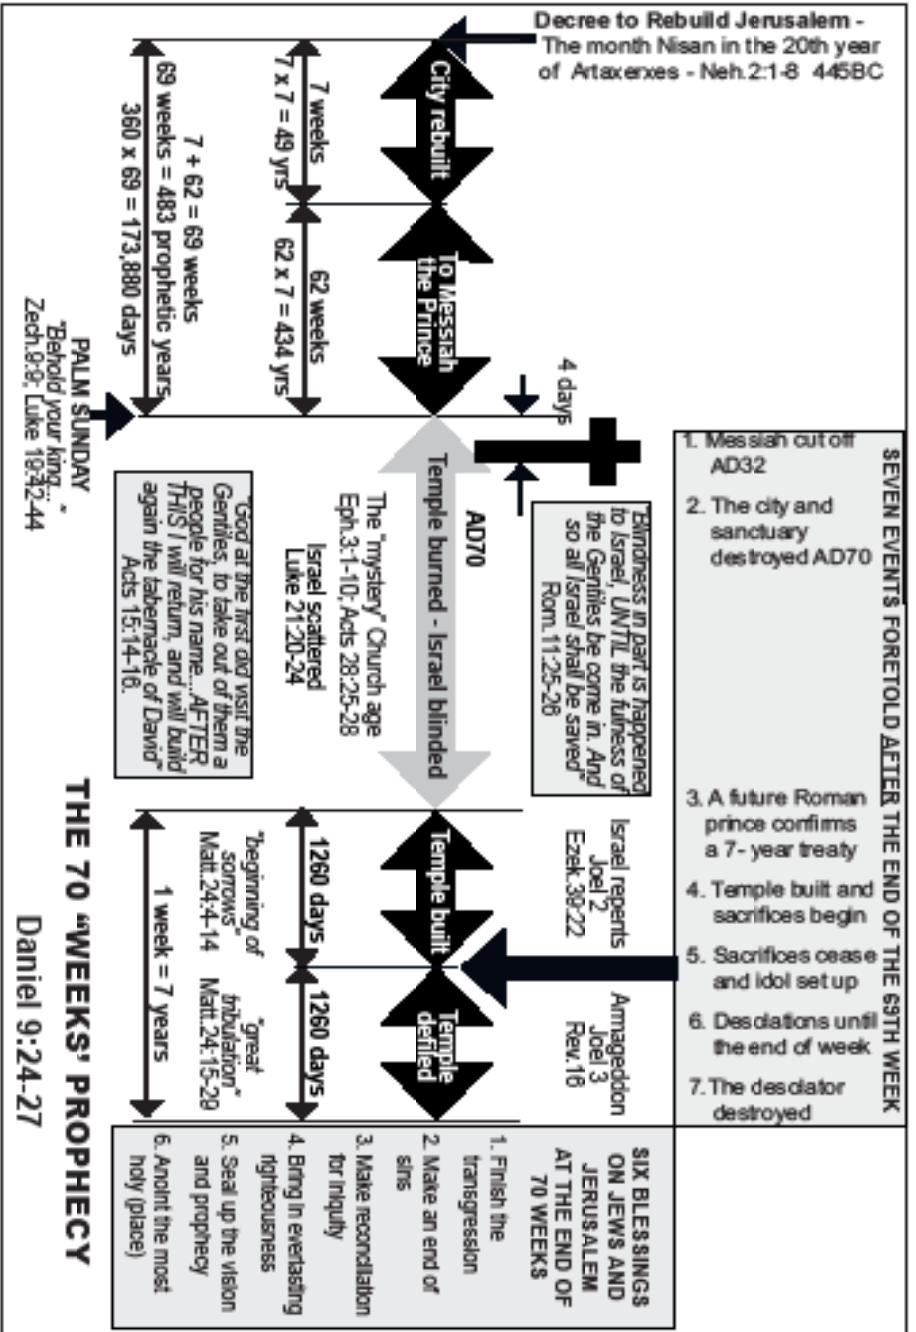 Decree to Rebuild Jerusalem -
The month Nisan in the 20th year
of Artaxerxes - Neh.2:1-8 445BC
City rebuilt
To Messiah
the Prince
7 weeks
7 x 7 = 49 yrs
62 weeks
62 x 7 = 434 yrs
7 + 62 = 69 weeks
69 weeks = 483 prophetic years
360 x 69 = 173,880 days
PALM SUNDAY
"Behold your king..."
Zech.9:9; Luke 19:42-44
4 days
Temple burned - Israel blinded
AD70
The "mystery" Church age
Eph.3:1-10; Acts 28:25-28
Israel scattered
Luke 21:20-24
"Blindness in part is happened
to Israel, UNTIL the fulness of
the Gentiles be come in. And
so all Israel shall be saved"
Rom.11:25-26
"God at the first did visit the
Gentiles, to take out of them a
people for his name...AFTER
THIS I will return, and will build
again the tabernacle of David"
Acts 15:14-16.
SEVEN EVENTS FORETOLD AFTER THE END OF THE 69TH WEEK
1. Messiah cut off
AD32
2. The city and
sanctuary
destroyed AD70
3. A future Roman
prince confirms
a 7- year treaty
4. Temple built and
sacrifices begin
5. Sacrifices cease
and idol set up
6. Desolations until
the end of week
7. The desolator
destroyed
Israel repents
Joel 2
Ezek.39:22
Armageddon
Joel 3
Rev.16
Temple built
Temple
defiled
1260 days
1260 days
"beginning of
sorrows"
Matt.24:4-14
"great
tribulation"
Matt.24:15-29
1 week = 7 years
SIX BLESSINGS
ON JEWS AND
JERUSALEM
AT THE END OF
70 WEEKS
1. Finish the
transgression
2. Make an end of
sins
3. Make reconciliation
for iniquity
4. Bring in everlasting
righteousness
5. Seal up the vision
and prophecy
6. Anoint the most
holy (place)
THE 70 "WEEKS' PROPHECY
Daniel 9:24-27